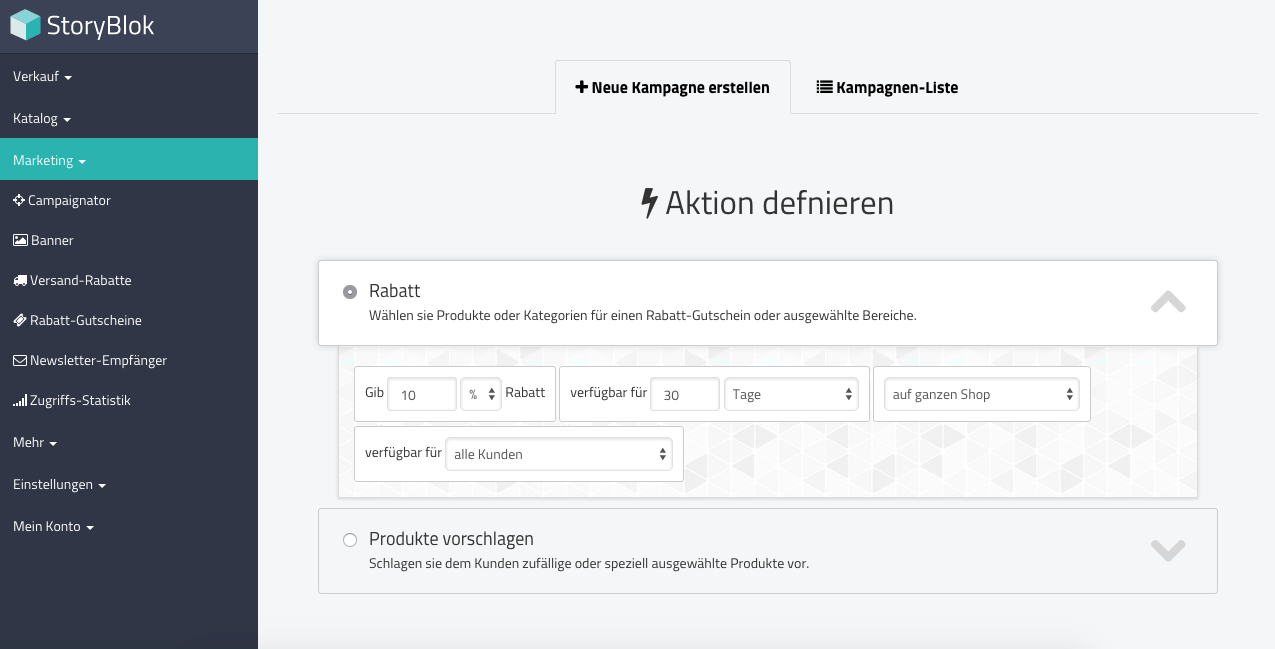 StoryBlok
Verkauf
Katalog
Marketing
Campaignator
Banner
Versand-Rabatte
Rabatt-Gutscheine
Newsletter-Empfänger
Zugriffs-Statistik
Mehr
Einstellungen
Mein Konto
Neue Kampagne erstellen
Kampagnen-Liste
Aktion defnieren
Rabatt
Wählen sie Produkte oder Kategorien für einen Rabatt-Gutschein oder ausgewählte Bereiche.
Gib 10 % Rabatt verfügbar für 30 Tage auf ganzen Shop
verfügbar für alle Kunden
Produkte vorschlagen
Schlagen sie dem Kunden zufällige oder speziell ausgewählte Produkte vor.